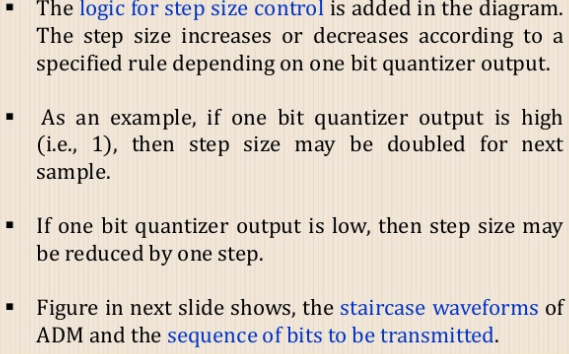 ▪ The logic for step size control is added in the diagram.
The step size increases or decreases according to a
specified rule depending on one bit quantizer output.
▪ As an example, if one bit quantizer output is high
(i.e., 1), then step size may be doubled for next
sample.
▪ If one bit quantizer output is low, then step size may
be reduced by one step.
▪ Figure in next slide shows, the staircase waveforms of
ADM and the sequence of bits to be transmitted.